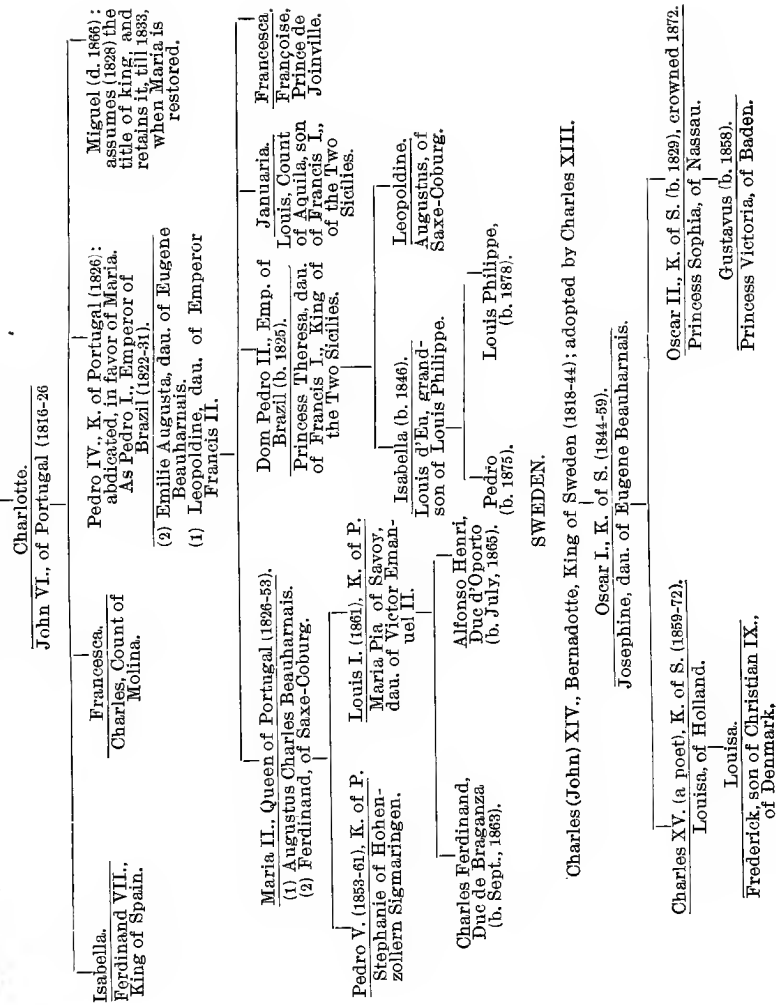 Charlotte.
John VI., of Portugal (1816-26
Isabella.
Ferdinand VII.,
King of Spain.
Francesca.
Charles, Count of
Molina.
Pedro IV., K. of Portugal (1826):
abdicated, in favor of Maria.
As Pedro I., Emperor of
Brazil (1822-31).
(2) Emilie Augusta, dau. of Eugene
Beauharnais.
(1) Leopoldine, dau. of Emperor
Francis II.
Miguel (d. 1866):
assumes (1828) the
title of king, and
retains it, till 1833,
when Maria is
restored.
Maria II., Queen of Portugal (1826-53).
(1) Augustus Charles Beauharnais.
(2) Ferdinand, of Saxe-Coburg.
Dom Pedro II., Emp. of
Brazil (b. 1825).
Princess Theresa, dau.
of Francis I., King of
the Two Sicilies.
Januaria.
Louis, Count
of Aquila, son
of Francis I.,
of the Two
Sicilies.
Francesca.
Françoise,
Prince de
Joinville.
Pedro V. (1853-61), K. of P.
Stephanie of Hohen-
zollern Sigmaringen.
Louis I. (1861), K. of P.
Maria Pia, of Savoy,
dau. of Victor Eman-
uel II.
Isabella (b. 1846).
Louis d'Eu, grand-
son of Louis Philippe.
Leopoldine.
Augustus, of
Saxe-Coburg.
Charles Ferdinand,
Duc de Braganza
(b. Sept., 1863).
Alfonso Henri,
Duc d'Oporto
(b. July, 1865).
Pedro
(b. 1875).
Louis Philippe,
(b. 1878).
SWEDEN.
Charles (John) XIV., Bernadotte, King of Sweden (1818-44); adopted by Charles XIII.
Oscar I., K. of S. (1844-59).
Josephine, dau. of Eugene Beauharnais.
Charles XV. (a poet), K. of S. (1859-72).
Louisa, of Holland.
Oscar II., K. of S. (b. 1829), crowned 1872.
Princess Sophia, of Nassau.
Louisa.
Frederick, son of Christian IX.,
of Denmark,
Gustavus (b. 1858).
Princess Victoria, of Baden.